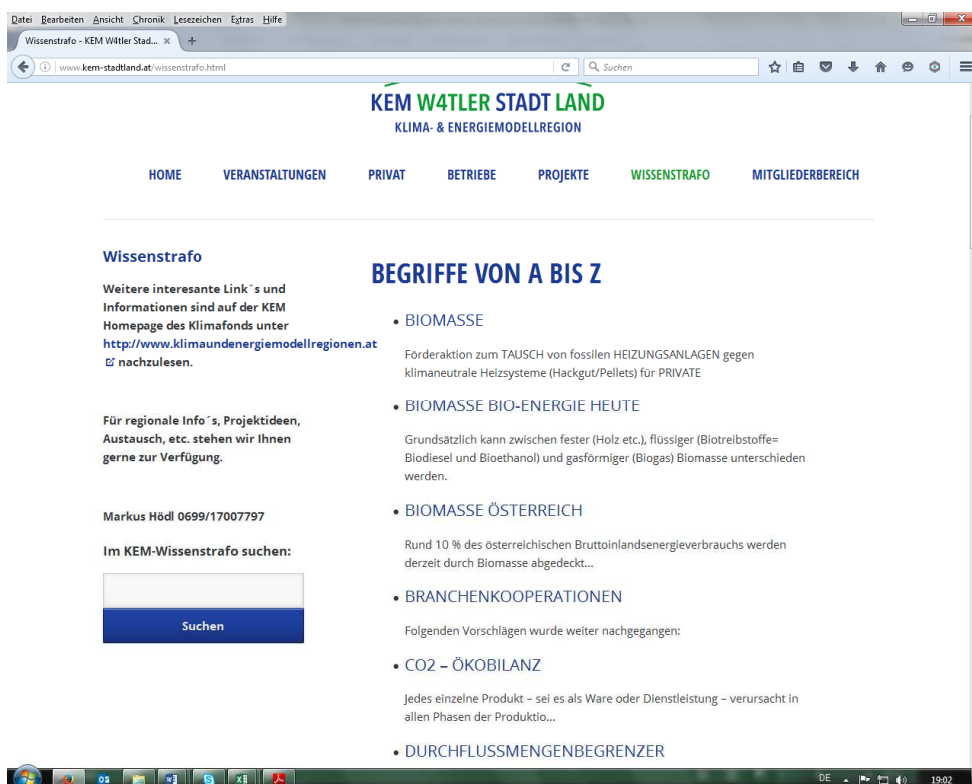 Datei Bearbeiten Ansicht Chronik Lesezeichen Extras Hilfe
Wissenstrafo - KEM W4tler Stad... × +
www.kem-stadtland.at/wissenstrafo.html
Suchen
KEM W4TLER STADT LAND
KLIMA- & ENERGIEMODELLREGION
HOME VERANSTALTUNGEN PRIVAT BETRIEBE PROJEKTE WISSENSTRAFO MITGLIEDERBEREICH
Wissenstrafo
Weitere interesante Link´s und
Informationen sind auf der KEM
Homepage des Klimafonds unter
http://www.klimaundenergiemodellregionen.at
nachzulesen.
Für regionale Info´s, Projektideen,
Austausch, etc. stehen wir Ihnen
gerne zur Verfügung.
Markus Hödl 0699/17007797
Im KEM-Wissenstrafo suchen:
Suchen
BEGRIFFE VON A BIS Z
• BIOMASSE
Förderaktion zum TAUSCH von fossilen HEIZUNGSANLAGEN gegen
klimaneutrale Heizsysteme (Hackgut/Pellets) für PRIVATE
• BIOMASSE BIO-ENERGIE HEUTE
Grundsätzlich kann zwischen fester (Holz etc.), flüssiger (Biotreibstoffe=
Biodiesel und Bioethanol) und gasförmiger (Biogas) Biomasse unterschieden
werden.
• BIOMASSE ÖSTERREICH
Rund 10 % des österreichischen Bruttoinlandsenergieverbrauchs werden
derzeit durch Biomasse abgedeckt...
• BRANCHENKOOPERATIONEN
Folgenden Vorschlägen wurde weiter nachgegangen:
• CO2 – ÖKOBILANZ
Jedes einzelne Produkt – sei es als Ware oder Dienstleistung – verursacht in
allen Phasen der Produktio...
• DURCHFLUSSMENGENBEGRENZER
DE 19:02